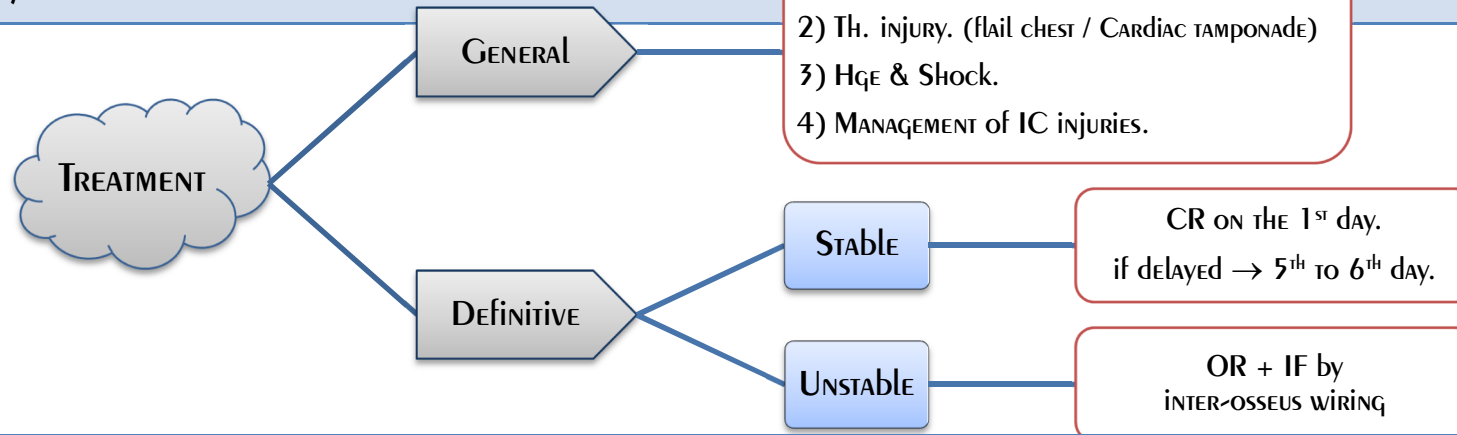 General
2) Th. injury. (flail chest / Cardiac tamponade)
3) Hge & Shock.
4) Management of IC injuries.
Treatment
Stable
CR on the 1st day.
if delayed → 5th to 6th day.
Definitive
Unstable
OR + IF by
inter-osseus wiring